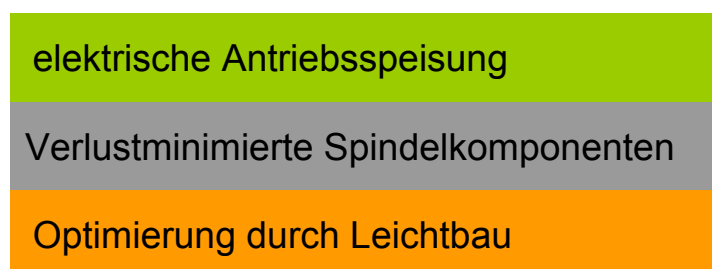 elektrische Antriebsspeisung
Verlustminimierte Spindelkomponenten
Optimierung durch Leichtbau